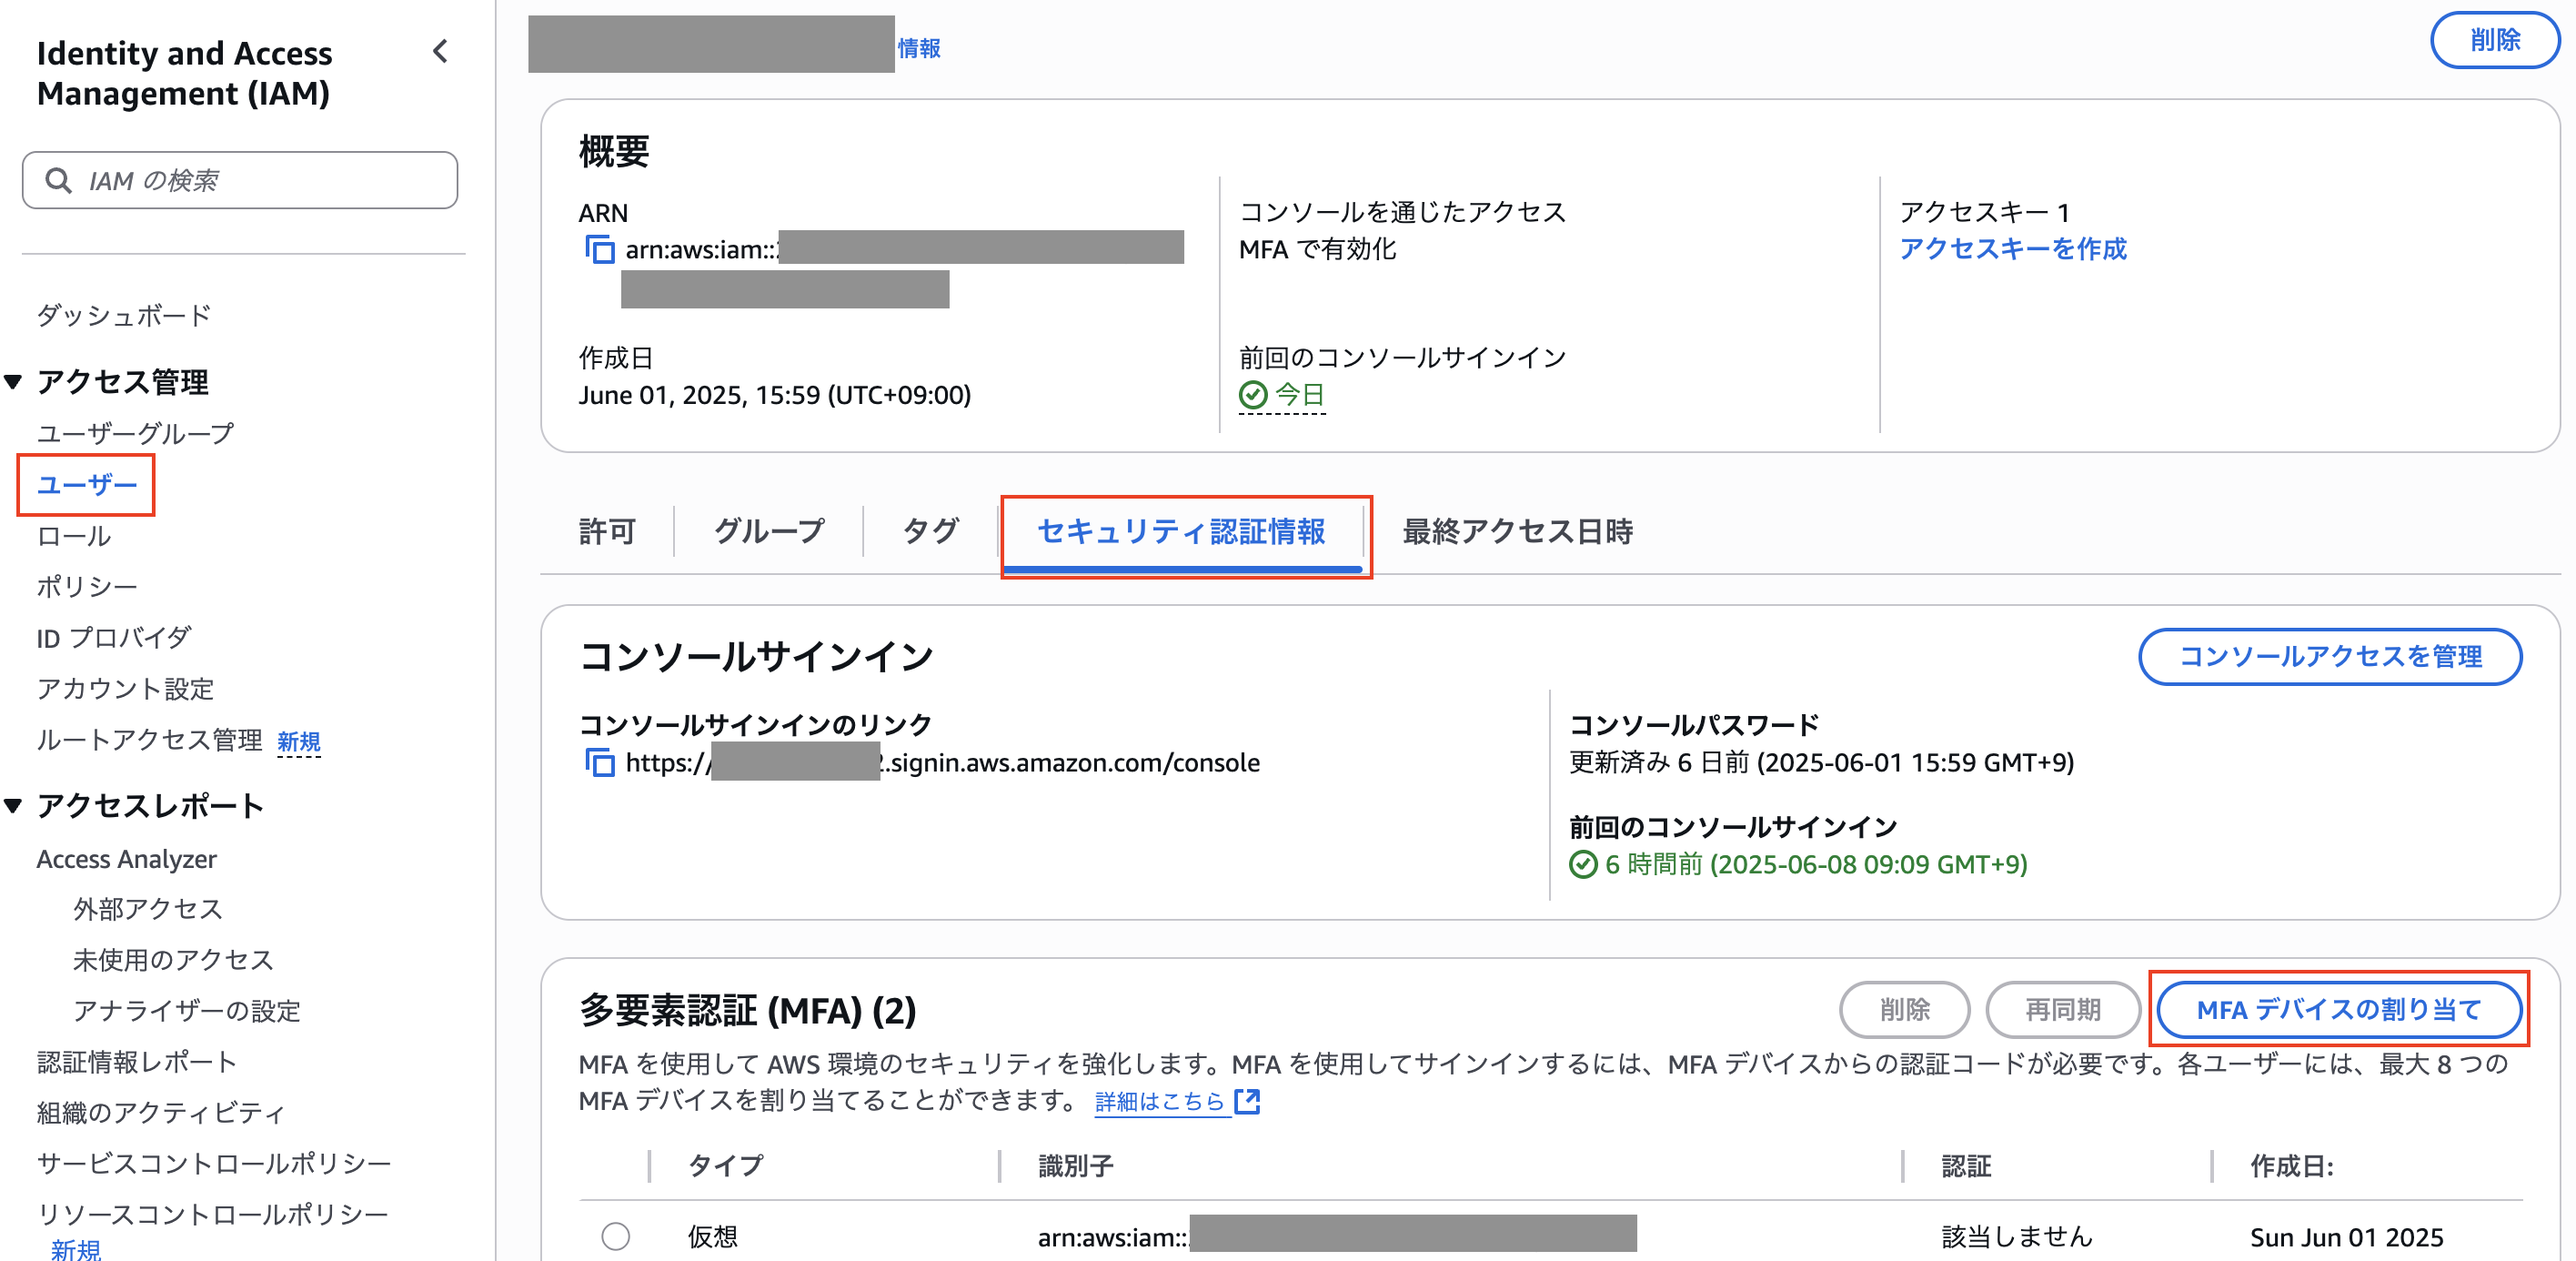 Identity and Access
Management (IAM)
IAM の検索
ダッシュボード
アクセス管理
ユーザーグループ
ユーザー
ロール
ポリシー
ID プロバイダ
アカウント設定
ルートアクセス管理 新規
アクセスレポート
Access Analyzer
外部アクセス
未使用のアクセス
アナライザーの設定
認証情報レポート
組織のアクティビティ
サービスコントロールポリシー
リソースコントロールポリシー
新規
情報
削除
概要
ARN
arn:aws:iam::
作成日
June 01, 2025, 15:59 (UTC+09:00)
コンソールを通じたアクセス
MFA で有効化
前回のコンソールサインイン
今日
アクセスキー 1
アクセスキーを作成
許可
グループ
タグ
セキュリティ認証情報
最終アクセス日時
コンソールサインイン
コンソールアクセスを管理
コンソールサインインのリンク
https:// .signin.aws.amazon.com/console
コンソールパスワード
更新済み 6 日前 (2025-06-01 15:59 GMT+9)
前回のコンソールサインイン
6 時間前 (2025-06-08 09:09 GMT+9)
多要素認証 (MFA) (2)
削除
再同期
MFA デバイスの割り当て
MFA を使用して AWS 環境のセキュリティを強化します。MFA を使用してサインインするには、MFA デバイスからの認証コードが必要です。各ユーザーには、最大 8 つの
MFA デバイスを割り当てることができます。 詳細はこちら
タイプ 識別子 認証 作成日:
仮想 arn:aws:iam:: 該当しません Sun Jun 01 2025